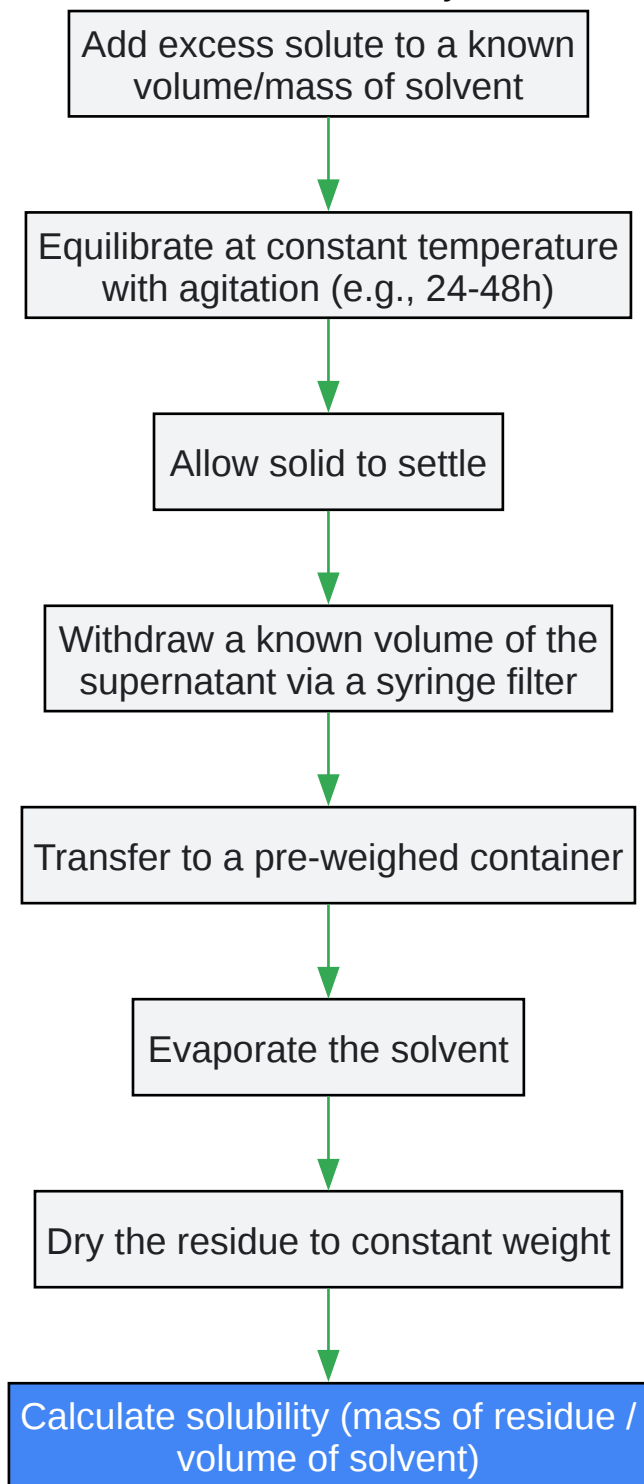 Add excess solute to a known
volume/mass of solvent
Equilibrate at constant temperature
with agitation (e.g., 24-48h)
Allow solid to settle
Withdraw a known volume of the
supernatant via a syringe filter
Transfer to a pre-weighed container
Evaporate the solvent
Dry the residue to constant weight
Calculate solubility (mass of residue /
volume of solvent)